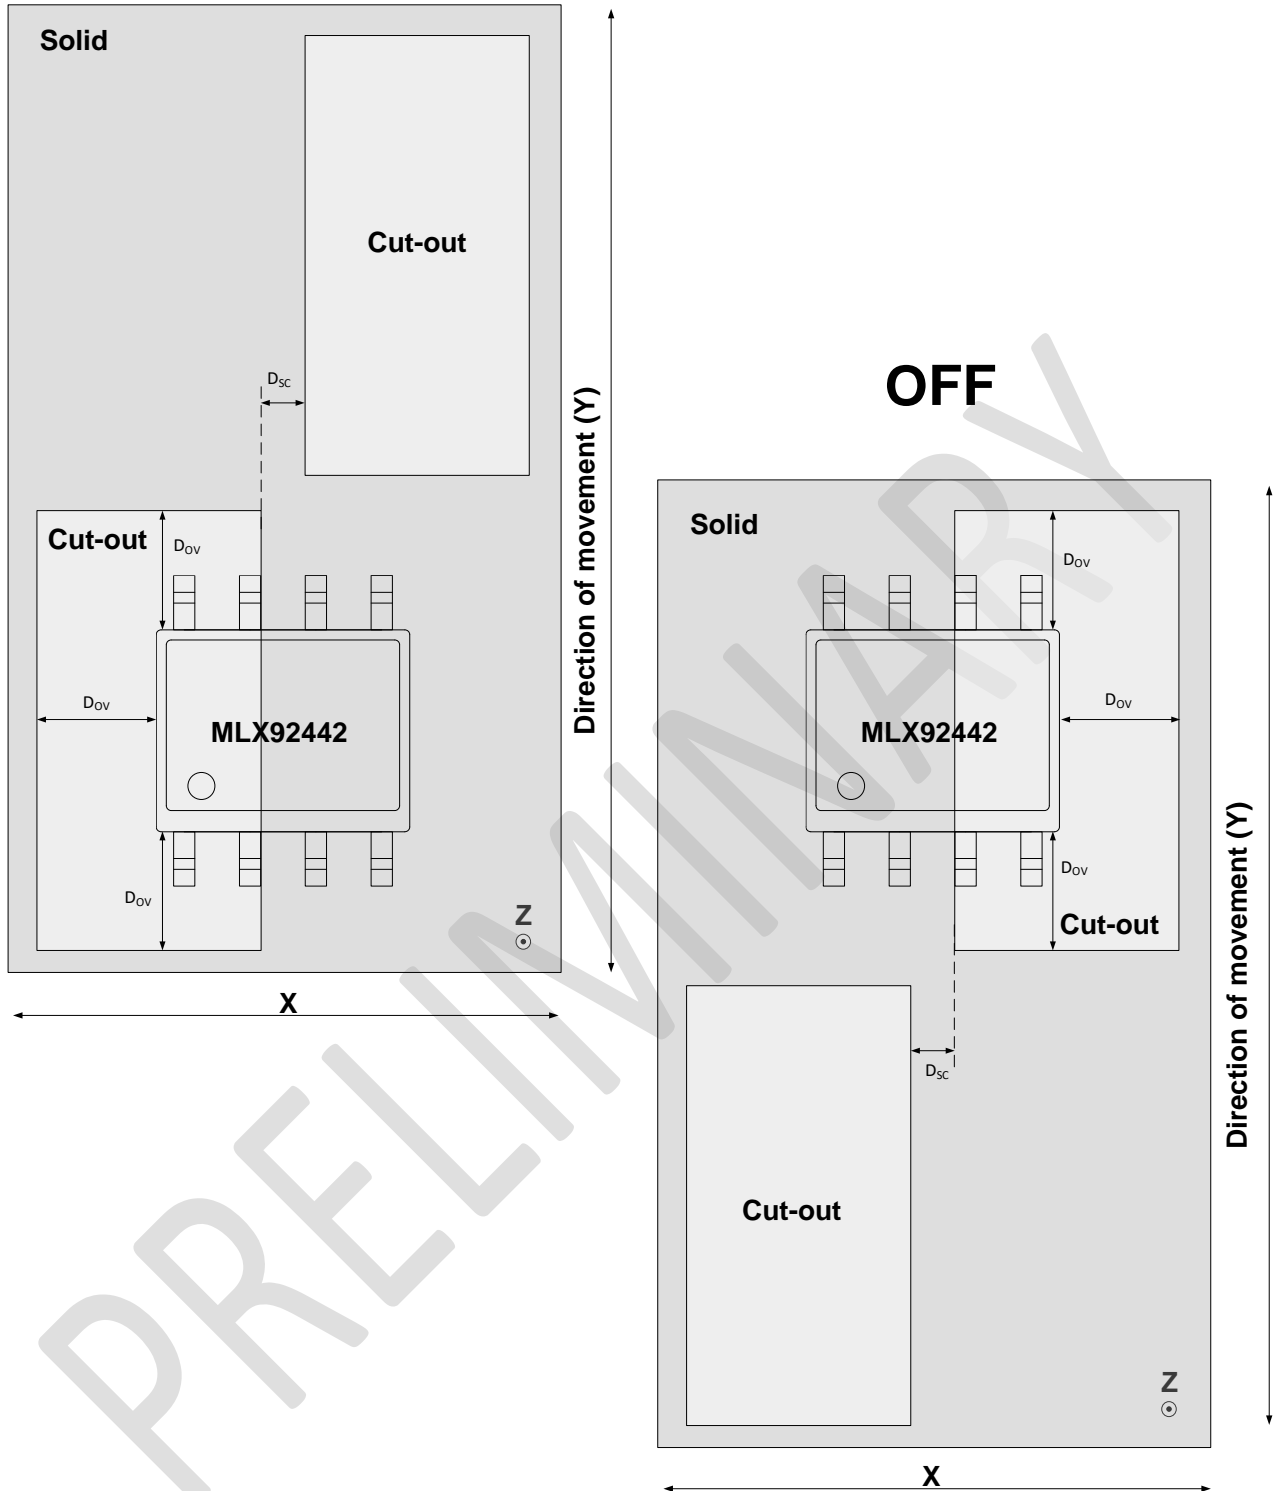 Solid
Cut-out
DSC
Direction of movement (Y)
Cut-out
DOV
DOV
MLX92442
DOV
Z
X
OFF
Solid
DOV
DOV
MLX92442
DOV
Cut-out
DSC
Direction of movement (Y)
Cut-out
Z
X
PRELIMINARY